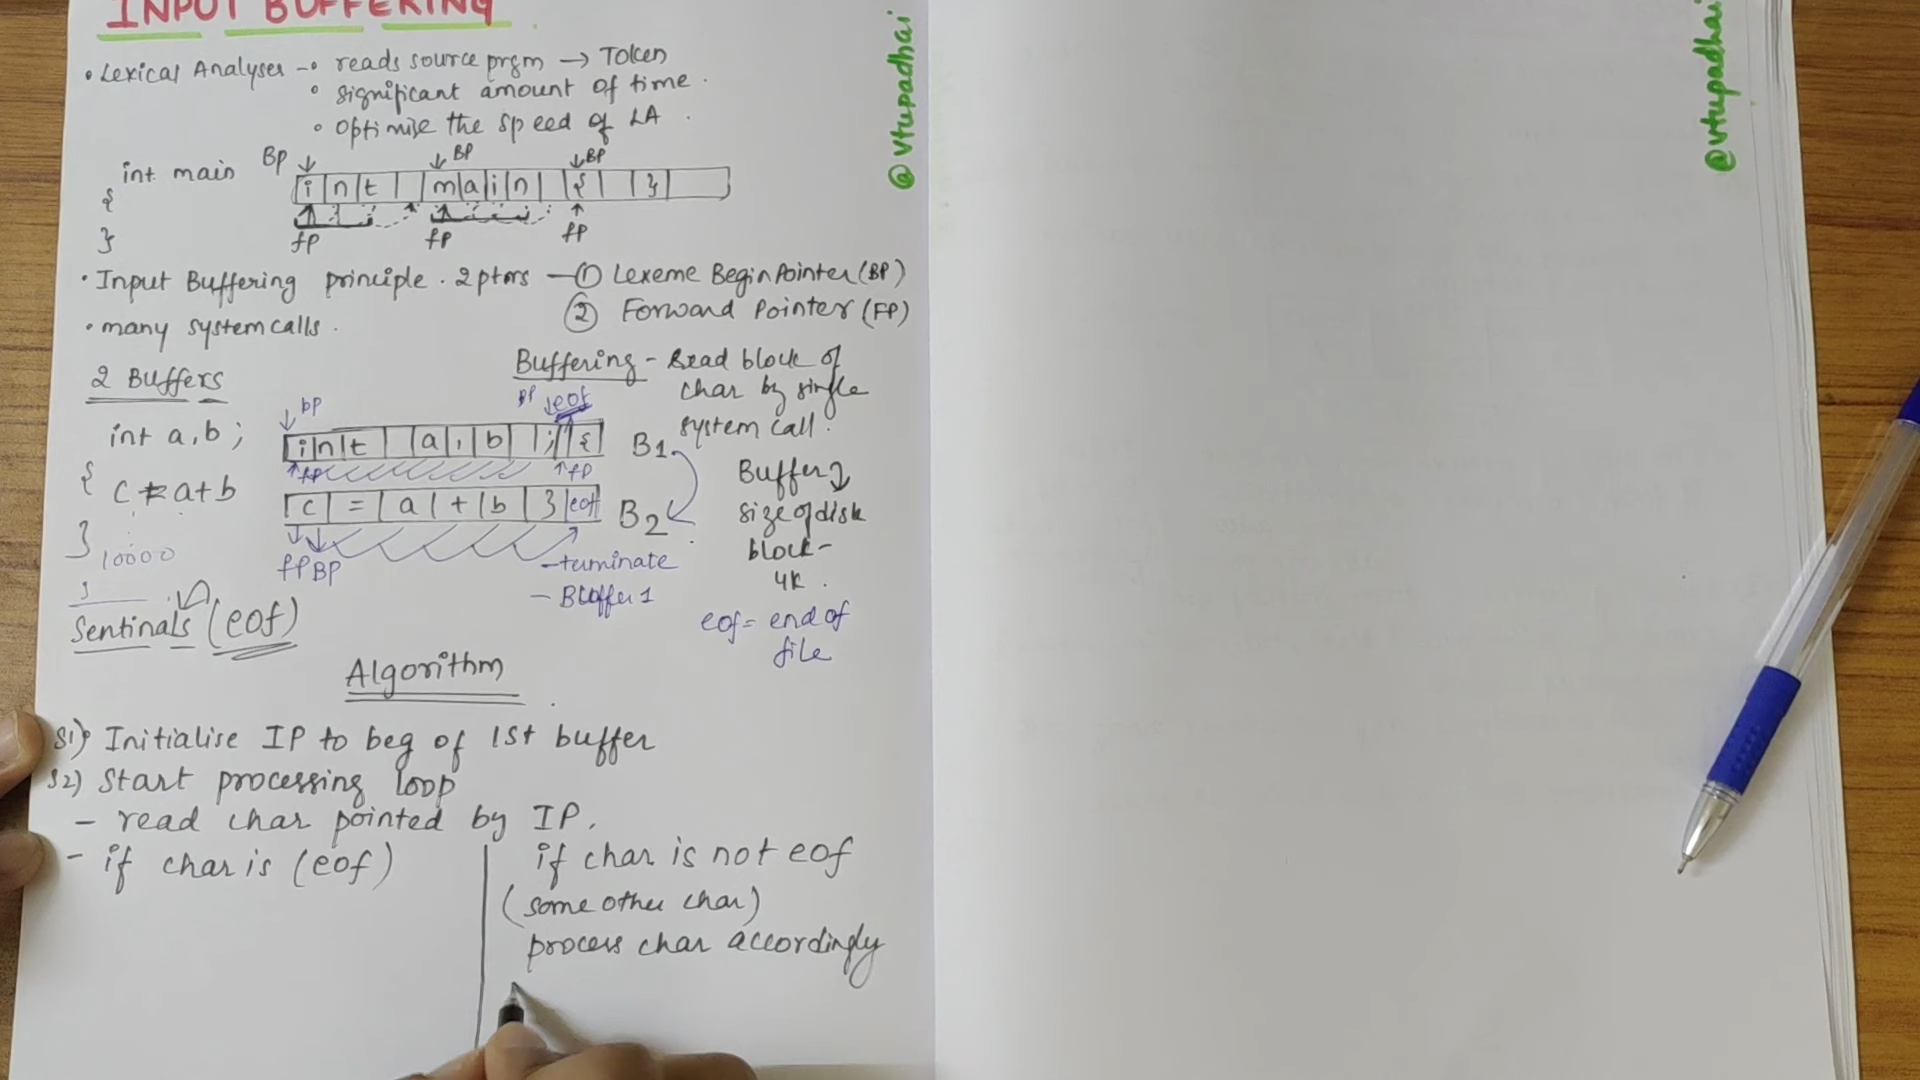 INPUT BUFFERING
• Lexical Analyses - • reads source prgm → Token
• significant amount of time.
• optimise the speed of LA.
int main
{
}
BP BP BP
i n t m a i n { }
fP fP fP
• Input Buffering principle. 2 ptrs - ① Lexeme Begin Pointer (BP)
② Forward Pointer (FP)
• many system calls.
Buffering - Read block of
char by single
system call.
2 Buffers
int a,b;
{ c = a+b
}
10000
}
bp BP eof
i n t a , b ; { B1
fP fP
c = a + b } eof B2
fP BP
- terminate
- Buffer 1
Buffer
size of disk
block -
4K.
eof = end of
file
Sentinals (eof)
Algorithm
S1) Initialise IP to beg of 1st buffer
S2) Start processing loop
- read char pointed by IP.
- if char is (eof)
if char is not eof
(some other char)
process char accordingly
@vtupadhai
@vtupadhai